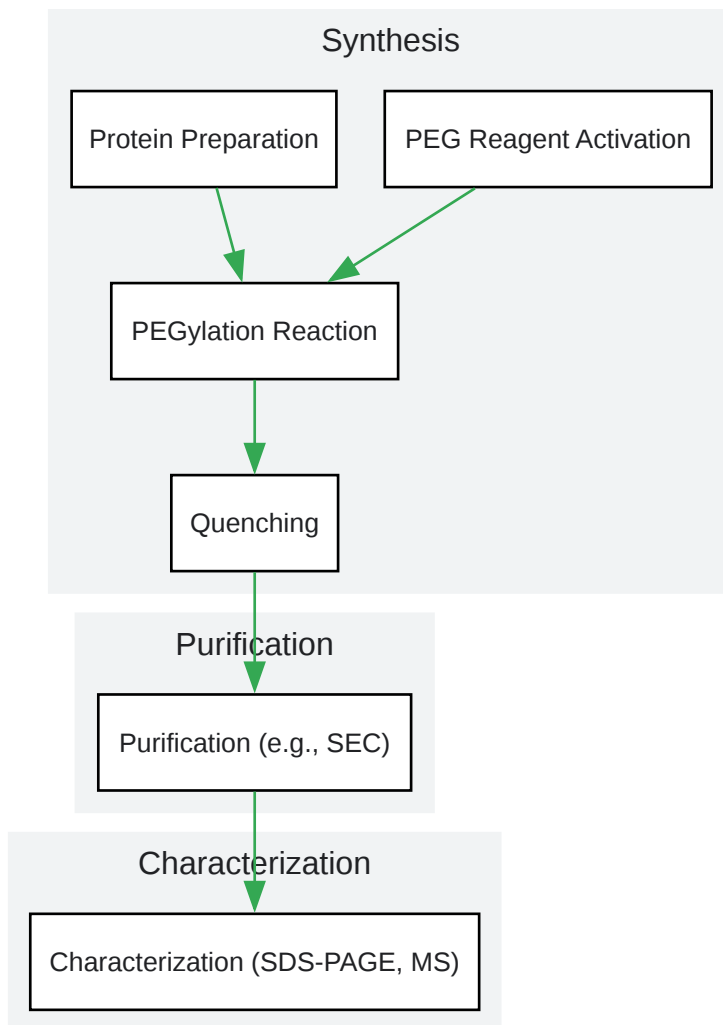 Synthesis
Protein Preparation
PEG Reagent Activation
PEGylation Reaction
Quenching
Purification
Purification (e.g., SEC)
Characterization
Characterization (SDS-PAGE, MS)